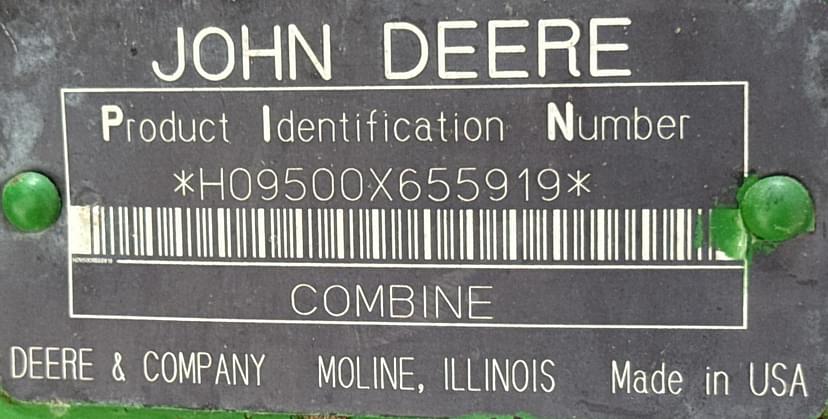 JOHN DEERE
Product Identification Number
*H09500X655919*
COMBINE
DEERE & COMPANY MOLINE, ILLINOIS Made in USA